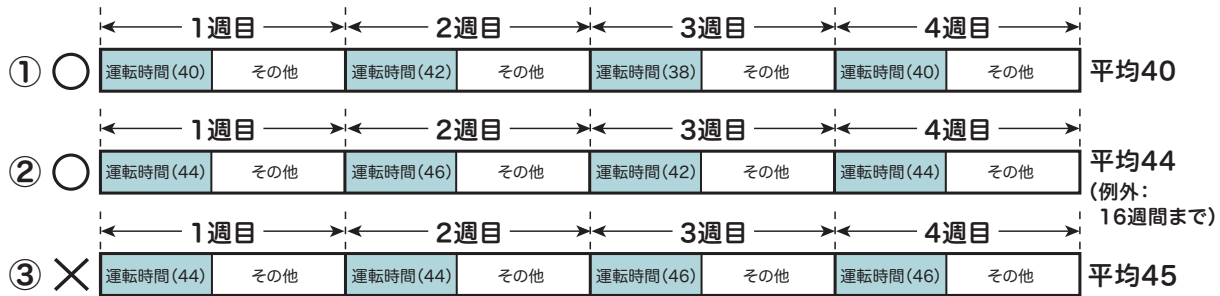 1週目 2週目 3週目 4週目
① ○ 運転時間(40) その他 運転時間(42) その他 運転時間(38) その他 運転時間(40) その他 平均40
1週目 2週目 3週目 4週目
② ○ 運転時間(44) その他 運転時間(46) その他 運転時間(42) その他 運転時間(44) その他 平均44
(例外:
16週間まで)
1週目 2週目 3週目 4週目
③ × 運転時間(44) その他 運転時間(44) その他 運転時間(46) その他 運転時間(46) その他 平均45